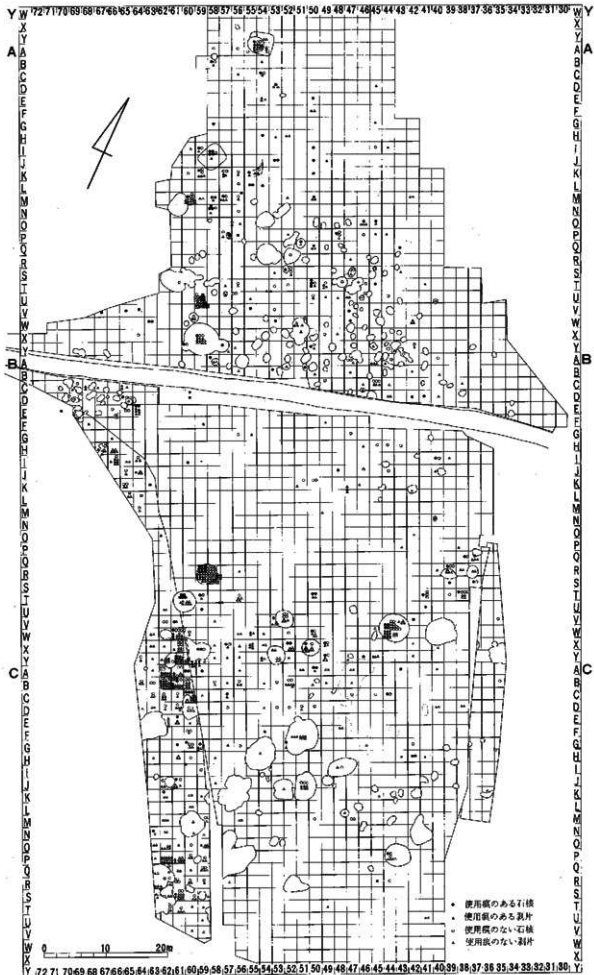 Y W 72 71 70 69 68 67 66 65 64 63 62 61 60 59 58 57 56 55 54 53 52 51 50 49 48 47 46 45 44 43 42 41 40 39 38 37 36 35 34 33 32 31 30 W Y
X X
Y Y
A A A A
B B
C C
D D
E E
F F
G G
H H
I I
J J
K K
L L
M M
N N
O O
P P
Q Q
R R
S S
T T
U U
V V
W W
X X
Y Y
B A A B
B B
C C
D D
E E
F F
G G
H H
I I
J J
K K
L L
M M
N N
O O
P P
Q Q
R R
S S
T T
U U
V V
W W
X X
Y Y
C A A C
B B
C C
D D
E E
F F
G G
H H
I I
J J
K K
L L
M M
N N
O O
P P
Q Q
R R
使用痕のある石核
S S
使用痕のある剥片
T T
U U
使用痕のない石核
V V
使用痕のない剥片
W W
X X
0 10 20m
Y 72 71 70 69 68 67 66 65 64 63 62 61 60 59 58 57 56 55 54 53 52 51 50 49 48 47 46 45 44 43 42 41 40 39 38 37 36 35 34 33 32 31 30 Y